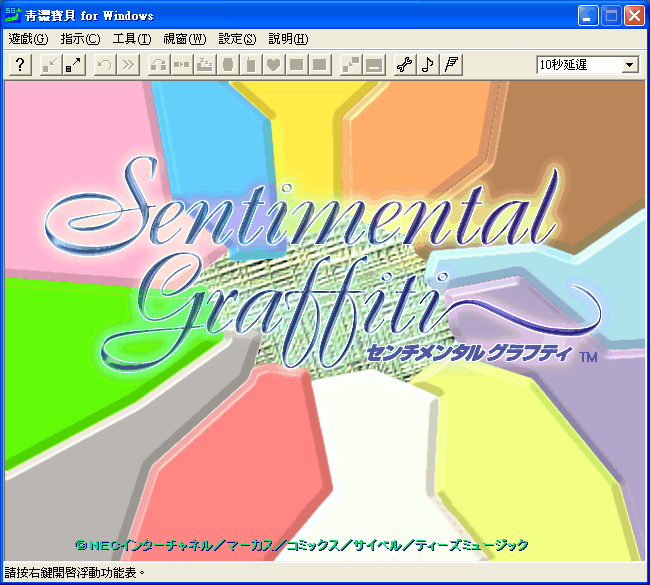 青澀寶貝 for Windows
遊戲(G) 指示(C) 工具(T) 視窗(W) 設定(S) 說明(H)
10秒延遲
Sentimental
Graffiti
センチメンタル グラフティ TM
© NECインターチャネル／マーカス／コミックス／サイベル／ティーズミュージック
請按右鍵開啓浮動功能表。